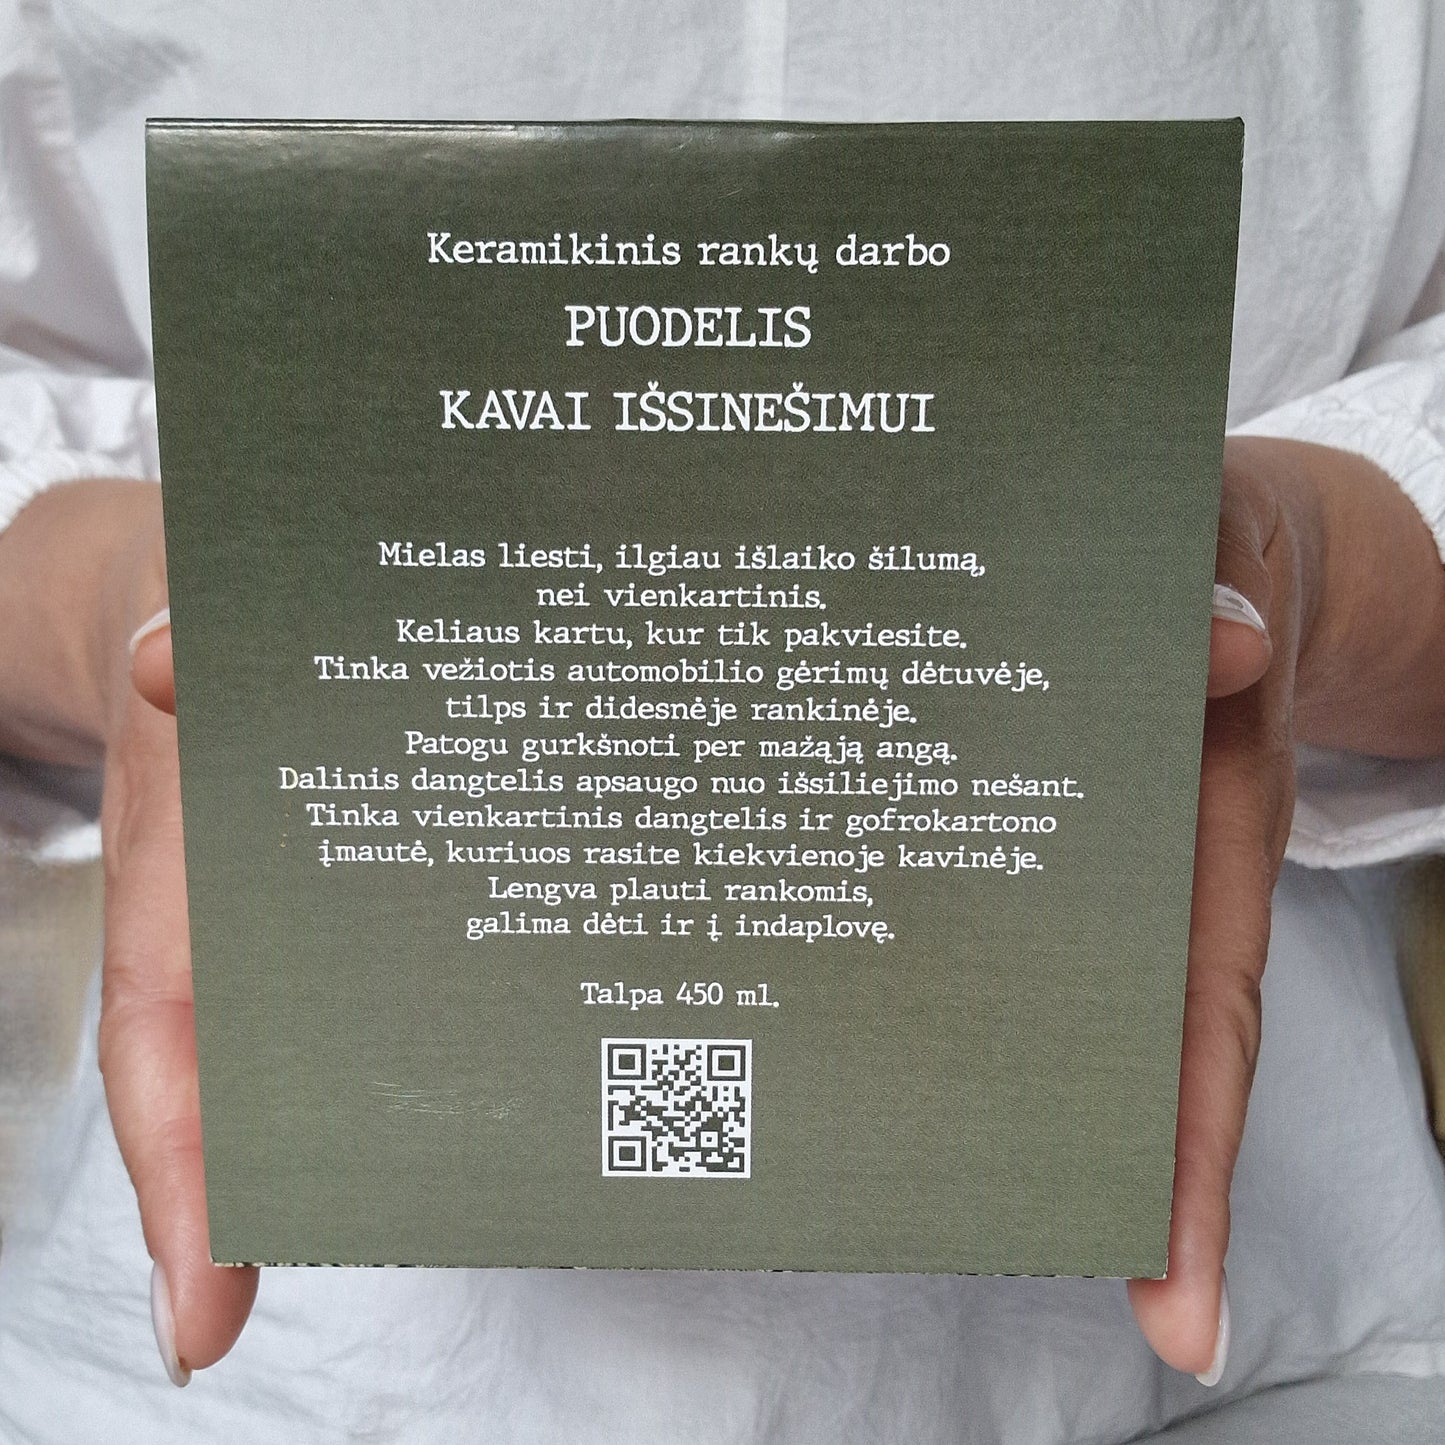 Keramikinis rankų darbo
PUODELIS
KAVAI IŠSINEŠIMUI
Mielas liesti, ilgiau išlaiko šilumą,
nei vienkartinis.
Keliaus kartu, kur tik pakviesite.
Tinka vežiotis automobilio gėrimų dėtuvėje,
tilps ir didesnėje rankinėje.
Patogu gurkšnoti per mažąją angą.
Dalinis dangtelis apsaugo nuo išsiliejimo nešant.
Tinka vienkartinis dangtelis ir gofrokartono
įmautė, kuriuos rasite kiekvienoje kavinėje.
Lengva plauti rankomis,
galima dėti ir į indaplovę.
Talpa 450 ml.